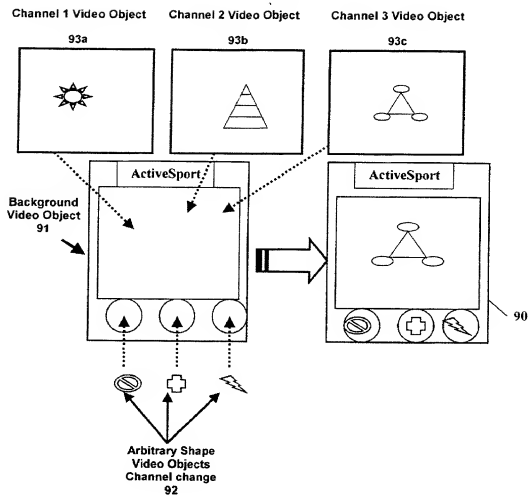 Channel 1 Video Object
Channel 2 Video Object
Channel 3 Video Object
93a
93b
93c
ActiveSport
ActiveSport
Background
Video Object
91
90
Arbitrary Shape
Video Objects
Channel change
92